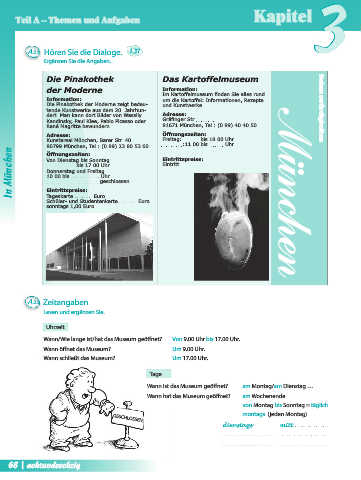 Teil A – Themen und Aufgaben
Kapitel
3
In München
Hören Sie die Dialoge.
Ergänzen Sie die Angaben.
Die Pinakothek
der Moderne
Information:
Die Pinakothek der Moderne zeigt bedeu-
tende Kunstwerke aus dem 20. Jahrhun-
dert. Man kann dort Bilder von Wassily
Kandinsky, Paul Klee, Pablo Picasso oder
René Magritte bewundern
Adresse:
Kunstareal München, Barer Str. 40
80799 München, Tel.: (0 89) 23 80 53 60
Öffnungszeiten:
Von Dienstag bis Sonntag
bis 17 00 Uhr
Donnerstag und Freitag
10 00 bis ........ Uhr
geschlossen
Eintrittspreise:
Tageskarte ........ Euro
Schüler- und Studentenkarte ........ Euro
sonntags 1,00 Euro
Das Kartoffelmuseum
Information:
Im Kartoffelmuseum finden Sie alles rund
um die Kartoffel: Informationen, Rezepte
und Kunstwerke
Adresse:
Grafinger Str. ......
81671 München, Tel.: (0 89) 40 40 50
Öffnungszeiten:
Freitag: bis 18 00 Uhr
........:11 00 bis ..... Uhr
Eintrittspreise:
Eintritt
München
Zeitangaben
Lesen und ergänzen Sie.
Uhrzeit
Wann/Wie lange ist/hat das Museum geöffnet? Von 9.00 Uhr bis 17.00 Uhr.
Wann öffnet das Museum? Um 9.00 Uhr.
Wann schließt das Museum? Um 17.00 Uhr.
Tage
Wann ist das Museum geöffnet? am Montag/am Dienstag ...
Wann hat das Museum geöffnet? am Wochenende
von Montag bis Sonntag = täglich
montags (jeden Montag)
dienstags
GESCHLOSSEN
66 | sechsundsechzig